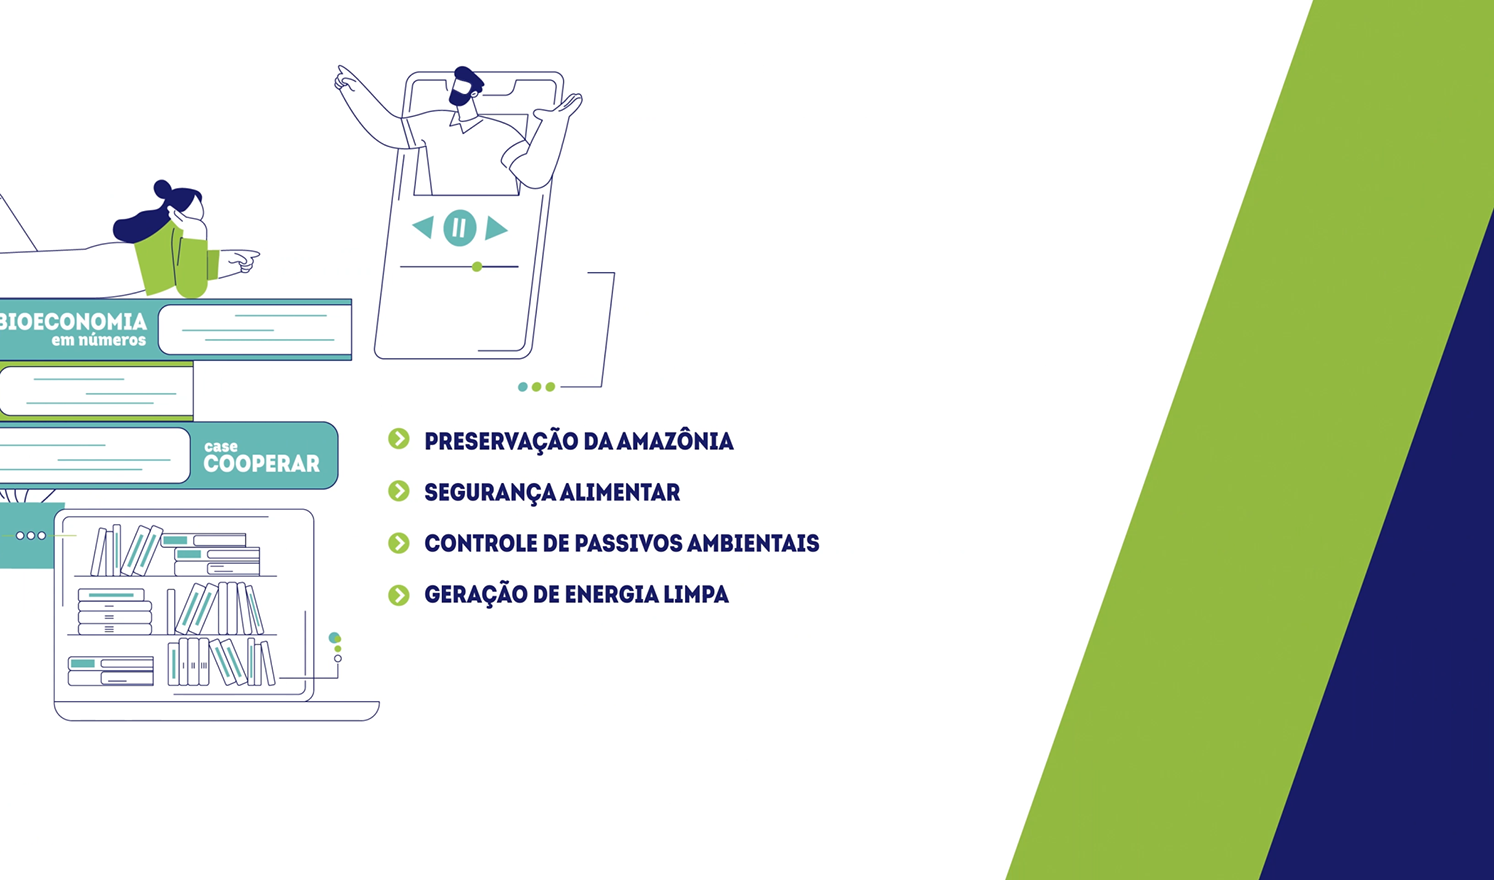 BIOECONOMIA
em números
case
COOPERAR
PRESERVAÇÃO DA AMAZÔNIA
SEGURANÇA ALIMENTAR
CONTROLE DE PASSIVOS AMBIENTAIS
GERAÇÃO DE ENERGIA LIMPA